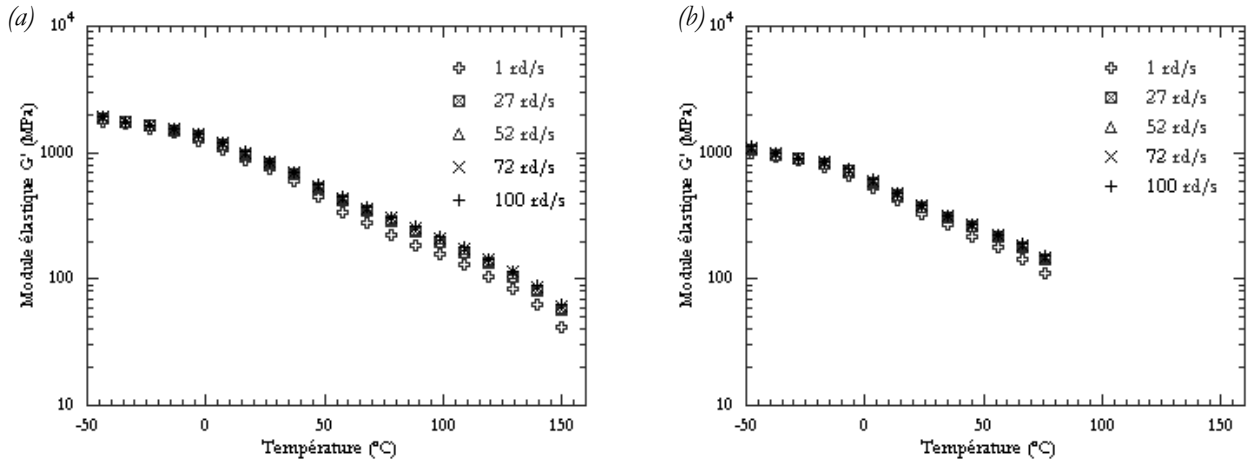 (a)
10⁴
1000
100
10
Module élastique G' (MPa)
1 rd/s
27 rd/s
52 rd/s
72 rd/s
100 rd/s
-50
0
50
100
150
Température (°C)
(b)
10⁴
1000
100
10
Module élastique G' (MPa)
1 rd/s
27 rd/s
52 rd/s
72 rd/s
100 rd/s
-50
0
50
100
150
Température (°C)